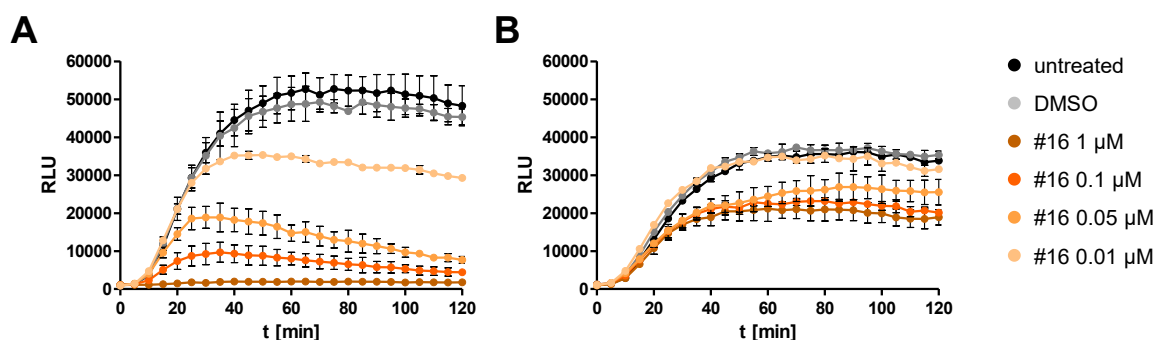 A
60000
50000
40000
30000
20000
10000
0
RLU
0 20 40 60 80 100 120
t [min]
B
60000
50000
40000
30000
20000
10000
0
RLU
0 20 40 60 80 100 120
t [min]
untreated
DMSO
#16 1 µM
#16 0.1 µM
#16 0.05 µM
#16 0.01 µM